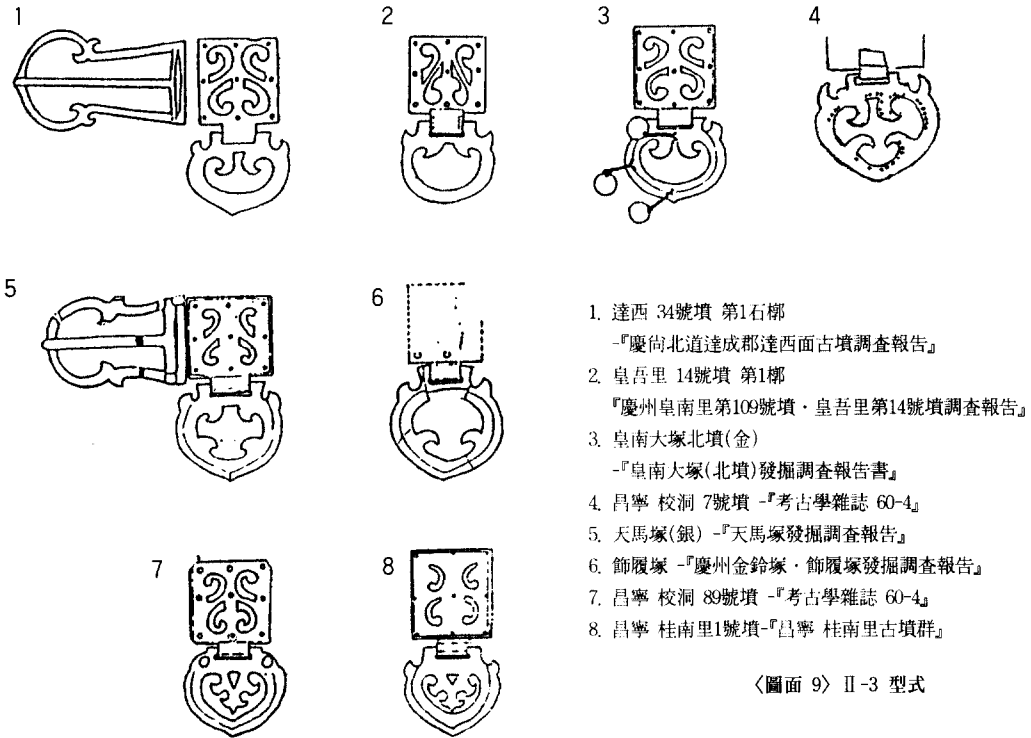 1
2
3
4
5
6
7
8
1. 達西 34號墳 第1石槨
-『慶尙北道達成郡達西面古墳調査報告』
2. 皇吾里 14號墳 第1槨
『慶州皇南里第109號墳·皇吾里第14號墳調査報告』
3. 皇南大塚北墳(金)
-『皇南大塚(北墳)發掘調査報告書』
4. 昌寧 校洞 7號墳 -『考古學雜誌 60-4』
5. 天馬塚(銀) -『天馬塚發掘調査報告』
6. 飾履塚 -『慶州金鈴塚·飾履塚發掘調査報告』
7. 昌寧 校洞 89號墳 -『考古學雜誌 60-4』
8. 昌寧 桂南里1號墳-『昌寧 桂南里古墳群』
〈圖面 9〉 Ⅱ-3 型式